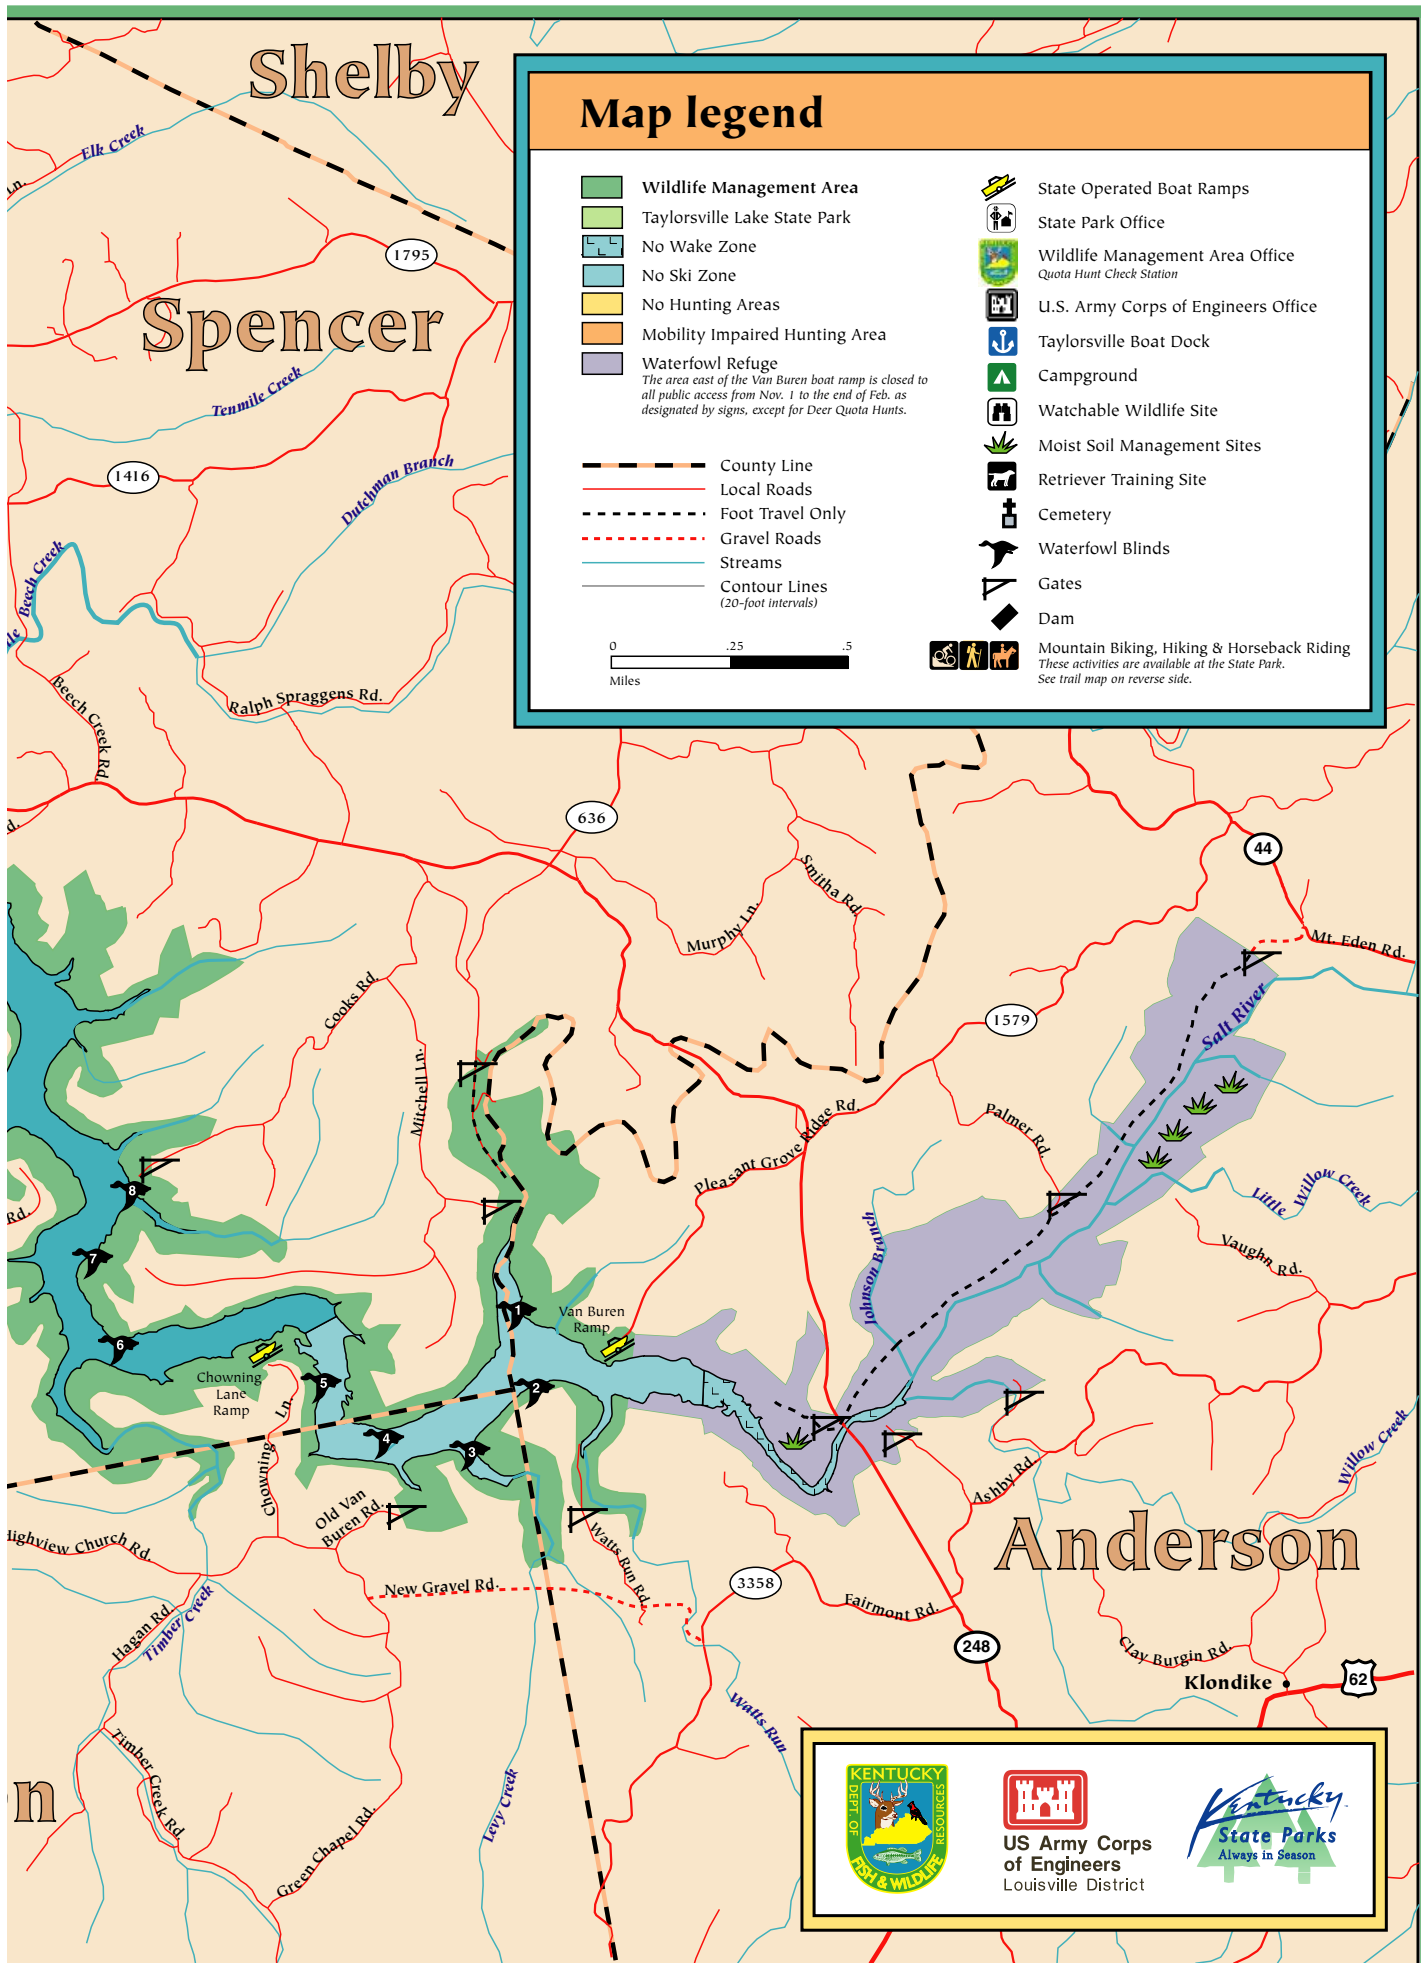 Shelby
Map legend
Wildlife Management Area
Taylorsville Lake State Park
No Wake Zone
No Ski Zone
No Hunting Areas
Mobility Impaired Hunting Area
Waterfowl Refuge
The area east of the Van Buren boat ramp is closed to
all public access from Nov. 1 to the end of Feb. as
designated by signs, except for Deer Quota Hunts.
County Line
Local Roads
Foot Travel Only
Gravel Roads
Streams
Contour Lines
(20-foot intervals)
0 .25 .5
Miles
State Operated Boat Ramps
State Park Office
Wildlife Management Area Office
Quota Hunt Check Station
U.S. Army Corps of Engineers Office
Taylorsville Boat Dock
Campground
Watchable Wildlife Site
Moist Soil Management Sites
Retriever Training Site
Cemetery
Waterfowl Blinds
Gates
Dam
Mountain Biking, Hiking & Horseback Riding
These activities are available at the State Park.
See trail map on reverse side.
Elk Creek
Ln.
1795
Spencer
Tenmile Creek
1416
Dutchman Branch
Beech Creek
tle
Ralph Spraggens Rd.
Beech Creek Rd.
d.
636
44
Smitha Rd.
Murphy Ln.
Mt. Eden Rd.
Cooks Rd.
1579
Salt River
Mitchell Ln.
Pleasant Grove Ridge Rd.
Palmer Rd.
Little Willow Creek
8
Rd.
7
Johnson Branch
Vaughn Rd.
1
Van Buren
Ramp
6
Chowning
Lane
Ramp
5
2
Chowning Ln.
4
3
Willow Creek
Ashby Rd.
Old Van
Buren Rd.
Anderson
Highview Church Rd.
Watts Run Rd.
New Gravel Rd.
3358
Fairmont Rd.
Hagan Rd.
Timber Creek
248
Clay Burgin Rd.
Klondike
62
Watts Run
Timber Creek Rd.
Levy Creek
n
Green Chapel Rd.
KENTUCKY
DEPT. OF
RESOURCES
FISH & WILDLIFE
US Army Corps
of Engineers
Louisville District
Kentucky
State Parks
Always in Season